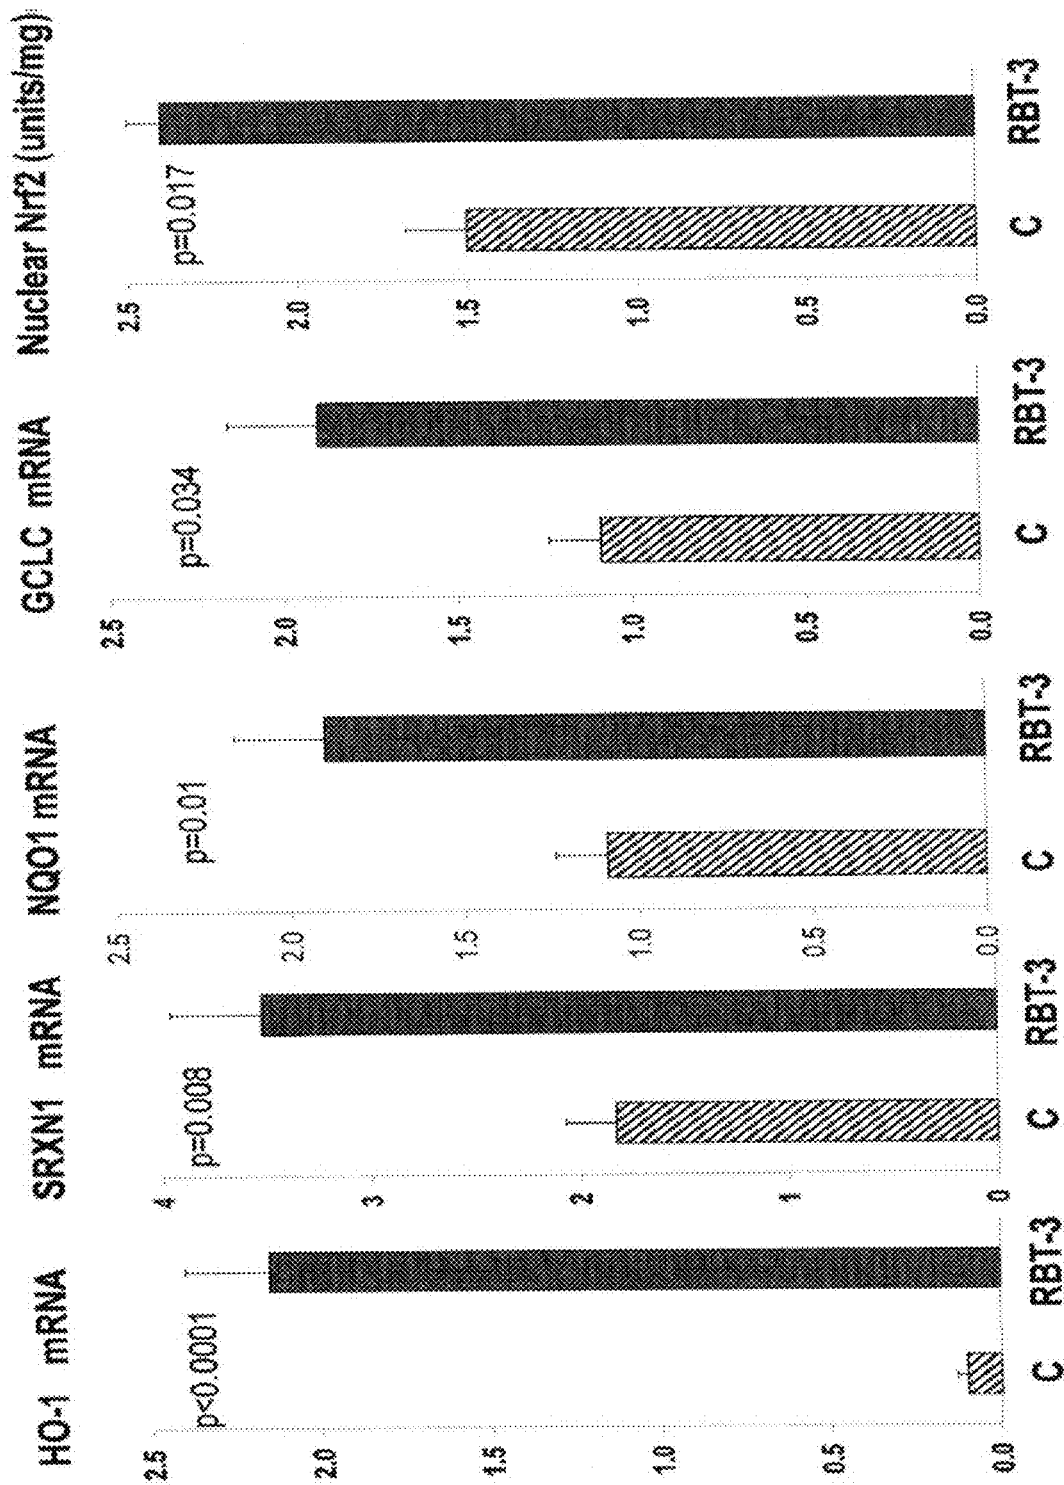 HO-1 mRNA
p<0.0001
2.5
2.0
1.5
1.0
0.5
0.0
C
RBT-3
SRXN1 mRNA
p=0.008
4
3
2
1
0
C
RBT-3
NQO1 mRNA
p=0.01
2.5
2.0
1.5
1.0
0.5
0.0
C
RBT-3
GCLC mRNA
p=0.034
2.5
2.0
1.5
1.0
0.5
0.0
C
RBT-3
Nuclear Nrf2 (units/mg)
p=0.017
2.5
2.0
1.5
1.0
0.5
0.0
C
RBT-3